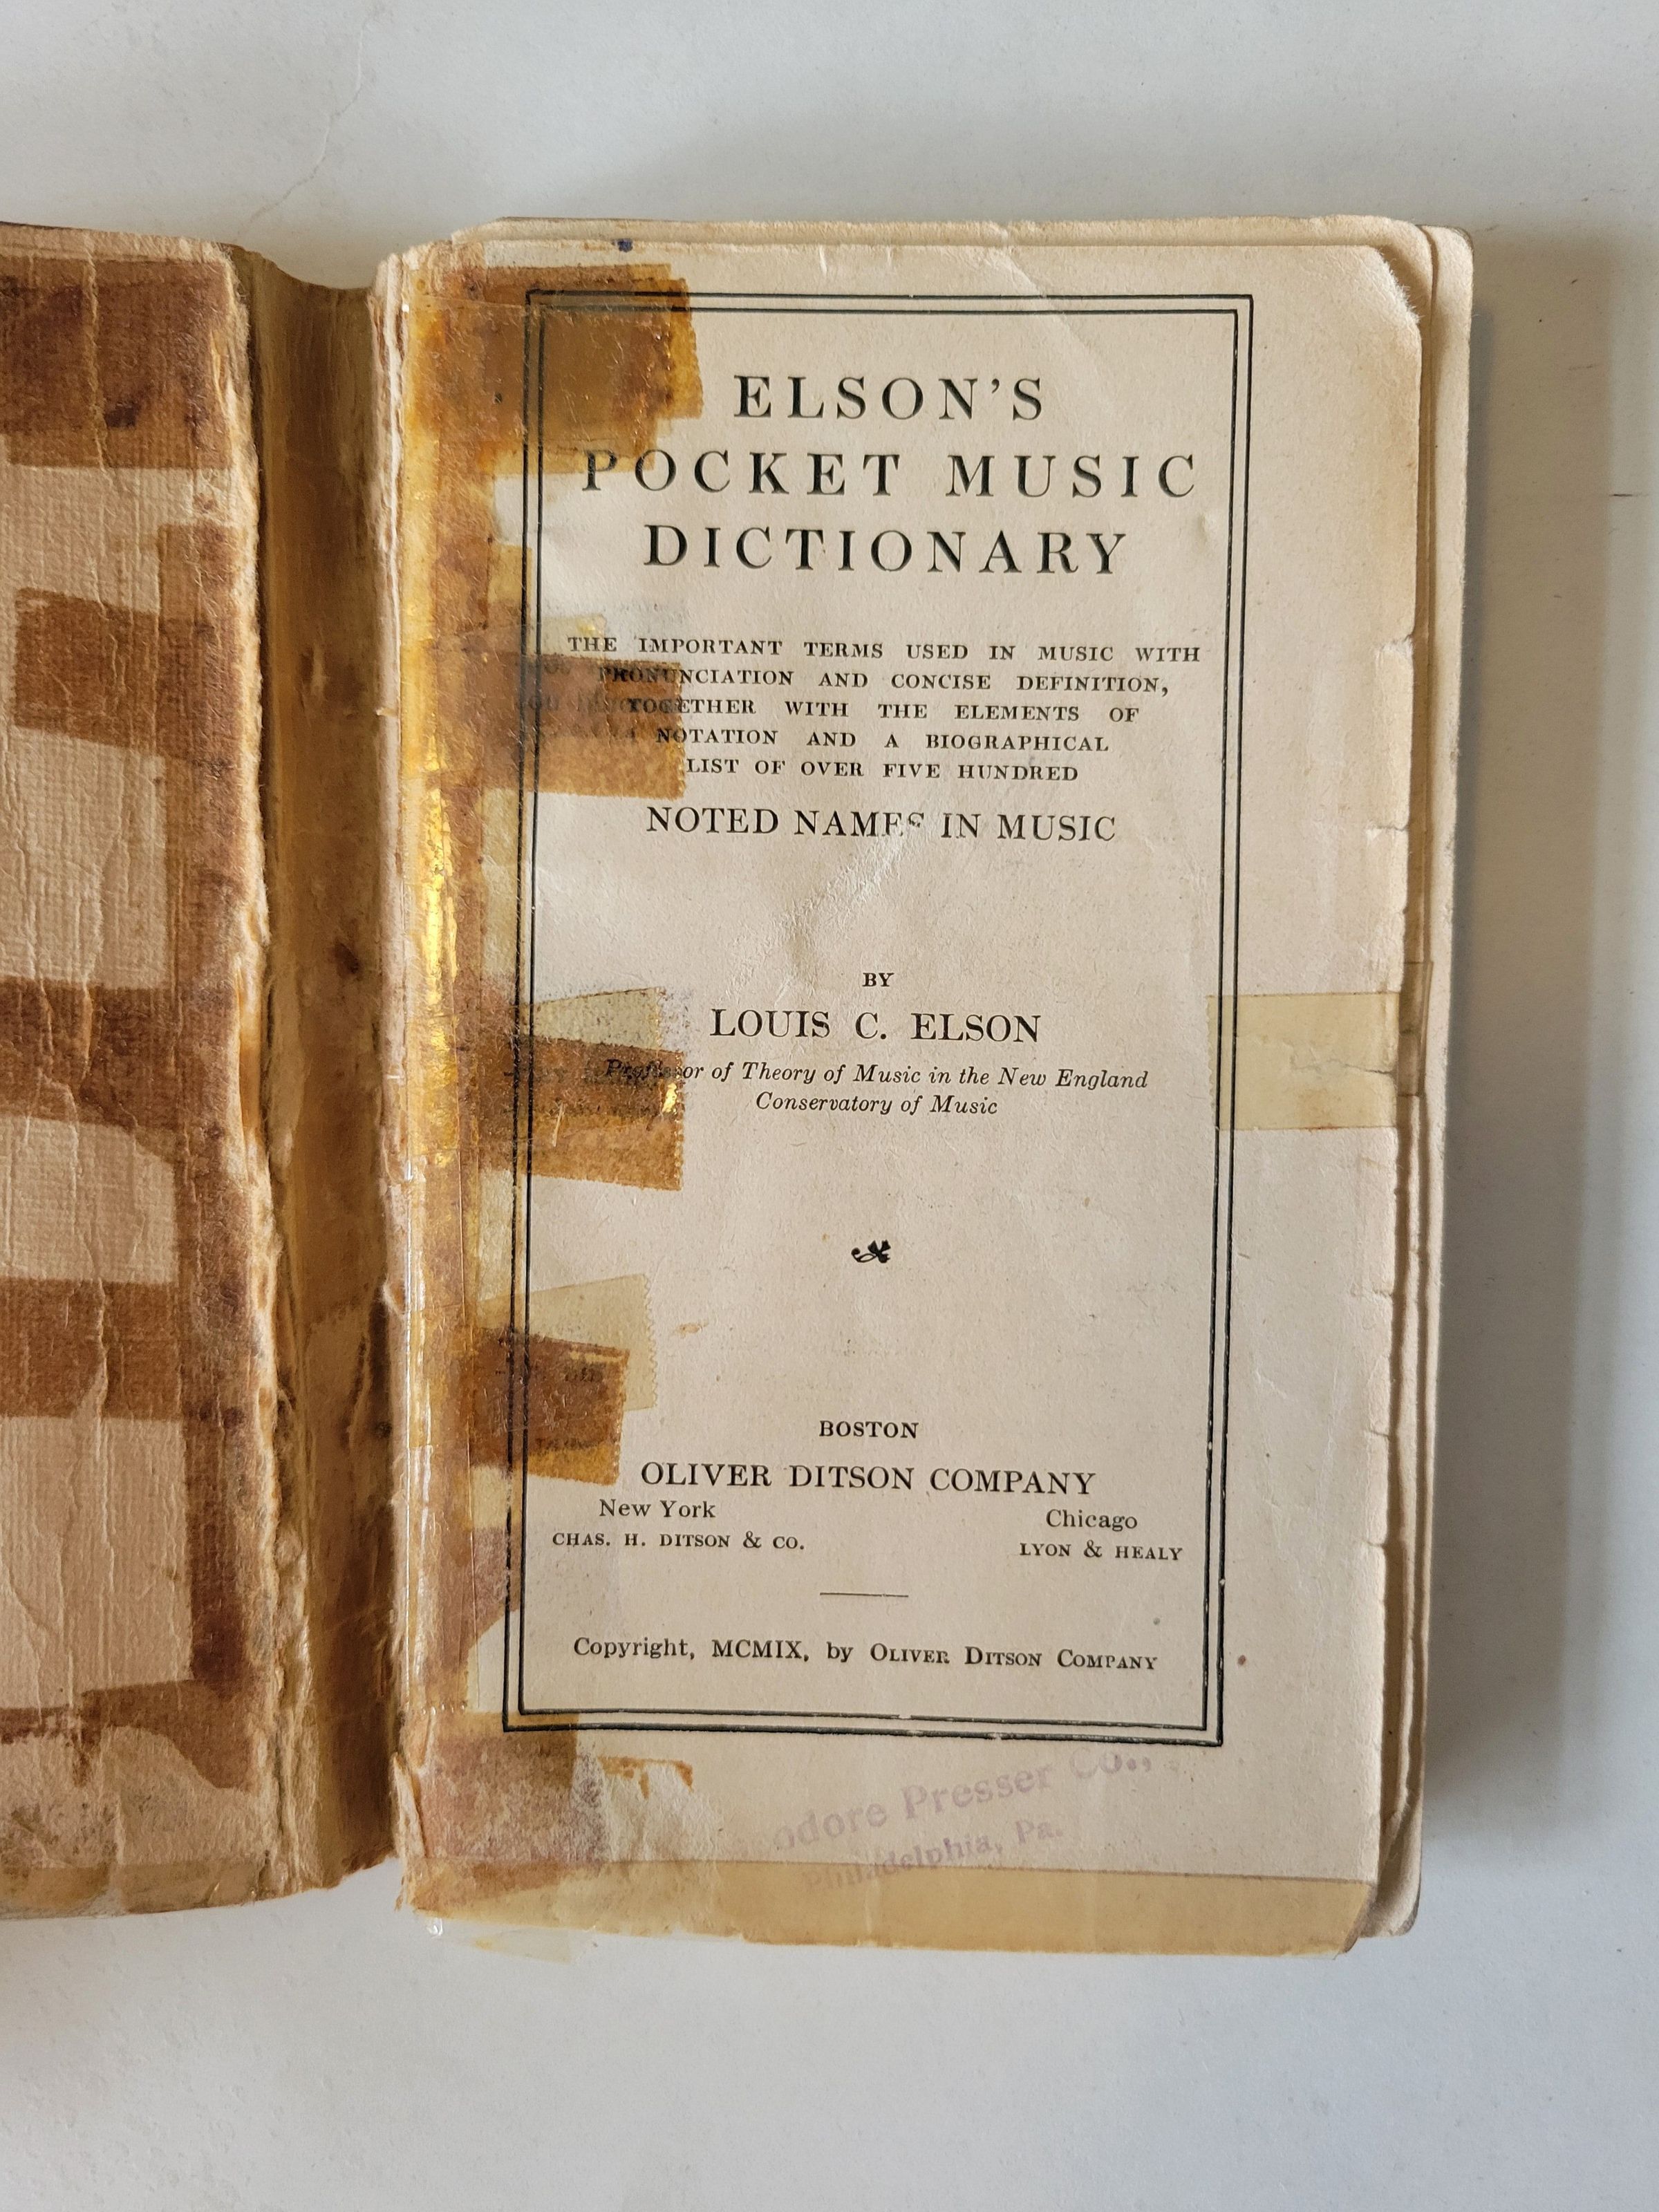 ELSON'S
POCKET MUSIC
DICTIONARY
THE IMPORTANT TERMS USED IN MUSIC WITH
PRONUNCIATION AND CONCISE DEFINITION,
TOGETHER WITH THE ELEMENTS OF
NOTATION AND A BIOGRAPHICAL
LIST OF OVER FIVE HUNDRED
NOTED NAMES IN MUSIC
BY
LOUIS C. ELSON
Professor of Theory of Music in the New England
Conservatory of Music
BOSTON
OLIVER DITSON COMPANY
New York Chicago
CHAS. H. DITSON & CO. LYON & HEALY
Copyright, MCMIX, by OLIVER DITSON COMPANY
odore Presser Co.,
Philadelphia, Pa.